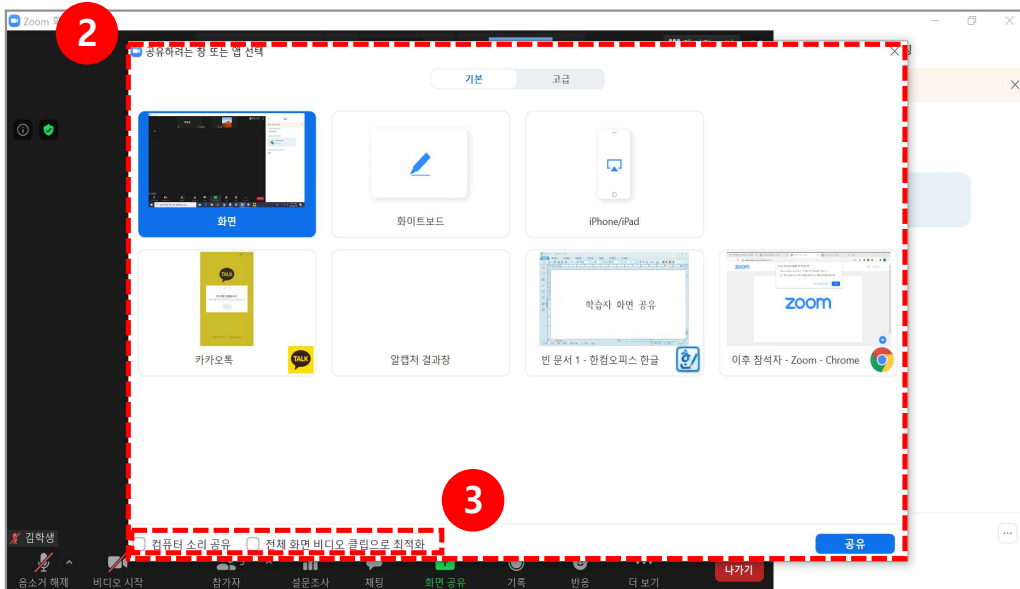 Zoom
2
공유하려는 창 또는 앱 선택
기본
고급
화면
화이트보드
iPhone/iPad
TALK
카카오톡
TALK
알캡처 결과창
학습자 화면 공유
빈 문서 1 - 한컴오피스 한글
한
zoom
zoom
이후 참석자 - Zoom - Chrome
3
컴퓨터 소리 공유
전체 화면 비디오 클립으로 최적화
공유
김학생
음소거 해제
비디오 시작
참가자
설문조사
채팅
화면 공유
기록
반응
더 보기
나가기